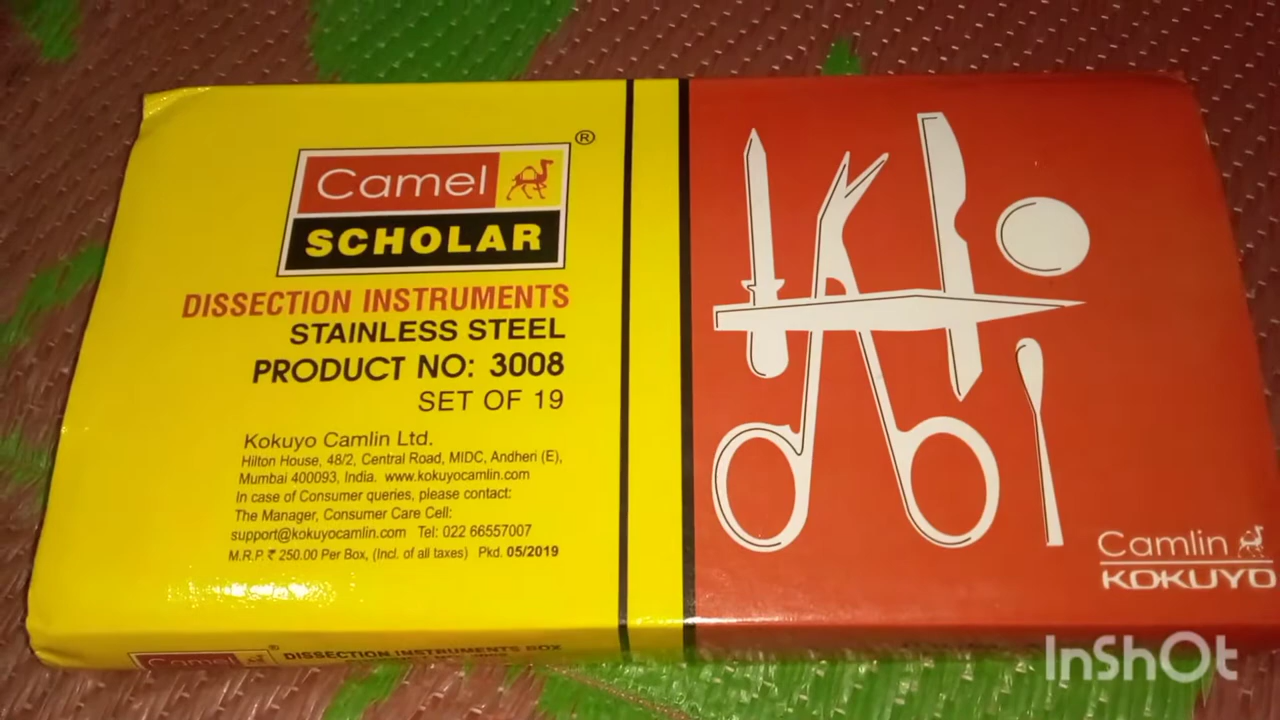 Camel
®
SCHOLAR
DISSECTION INSTRUMENTS
STAINLESS STEEL
PRODUCT NO: 3008
SET OF 19
Kokuyo Camlin Ltd.
Hilton House, 48/2, Central Road, MIDC, Andheri (E),
Mumbai 400093, India. www.kokuyocamlin.com
In case of Consumer queries, please contact:
The Manager, Consumer Care Cell:
support@kokuyocamlin.com Tel: 022 66557007
M.R.P. ₹ 250.00 Per Box, (Incl. of all taxes) Pkd. 05/2019
Camlin
KOKUYO
Camel
®
DISSECTION INSTRUMENTS BOX
InShOt